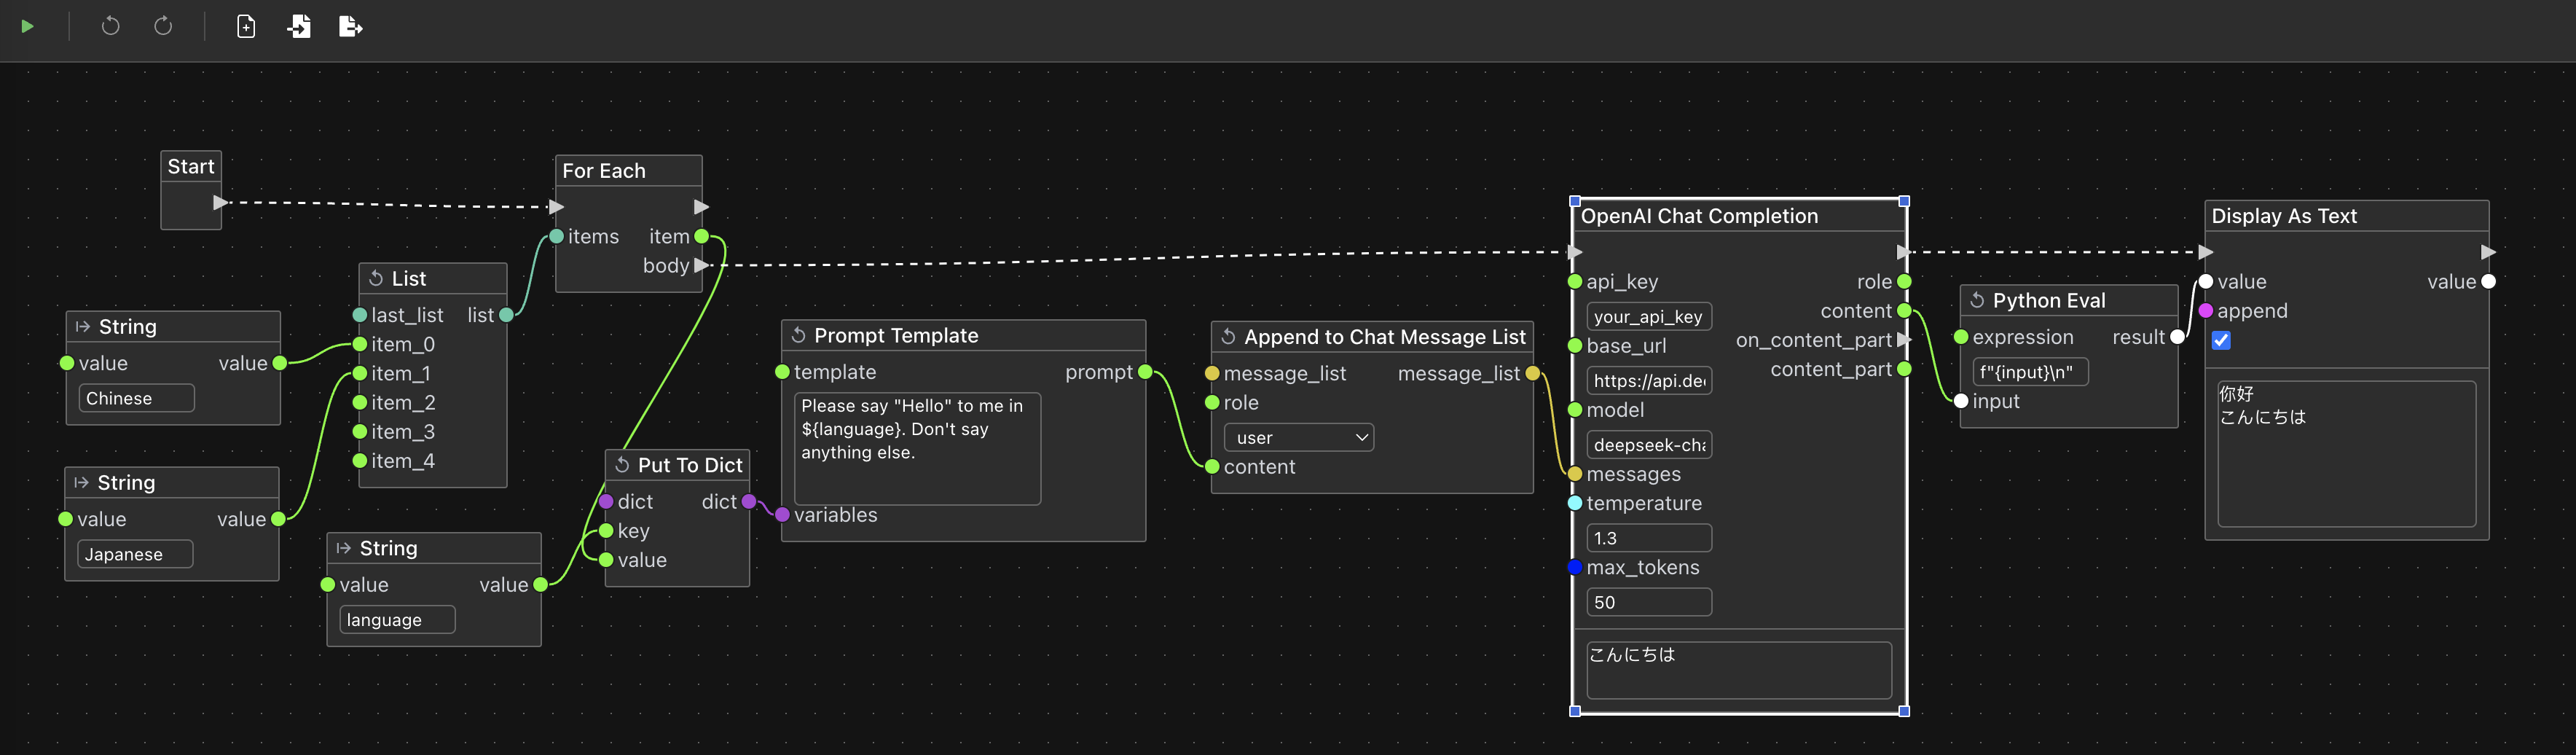 Start
For Each
items item
body
List
last_list list
item_0
item_1
item_2
item_3
item_4
String
value value
Chinese
String
value value
Japanese
String
value value
language
Put To Dict
dict dict
key
value
Prompt Template
template prompt
Please say "Hello" to me in
${language}. Don't say
anything else.
variables
Append to Chat Message List
message_list message_list
role
user
content
OpenAI Chat Completion
api_key role
your_api_key content
base_url on_content_part
https://api. content_part
model
deepseek-
messages
temperature
1.3
max_tokens
50
こんにちは
Python Eval
expression result
f"{input}\n"
input
Display As Text
value value
append
你好
こんにちは